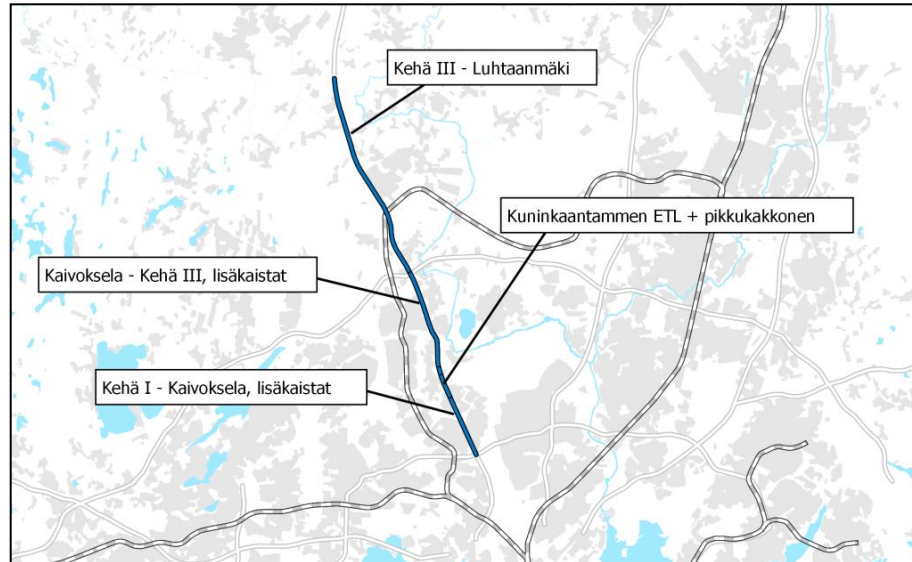 Kehä III - Luhtaanmäki
Kuninkaantammen ETL + pikkukakkonen
Kaivoksela - Kehä III, lisäkaistat
Kehä I - Kaivoksela, lisäkaistat